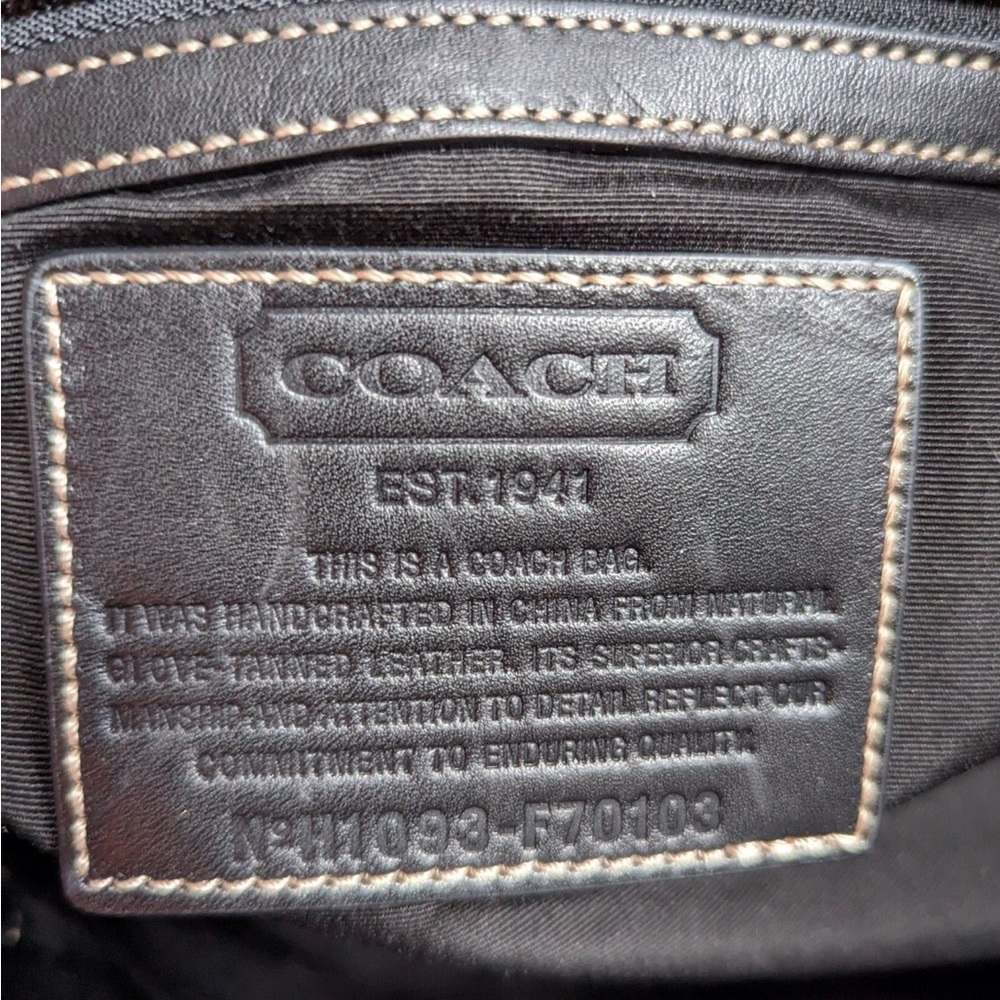 COACH
EST. 1941
THIS IS A COACH BAG.
IT WAS HANDCRAFTED IN CHINA FROM NATURAL
GLOVE-TANNED LEATHER. ITS SUPERIOR CRAFTS-
MANSHIP AND ATTENTION TO DETAIL REFLECT OUR
COMMITMENT TO ENDURING QUALITY.
Nº H1093-F70103